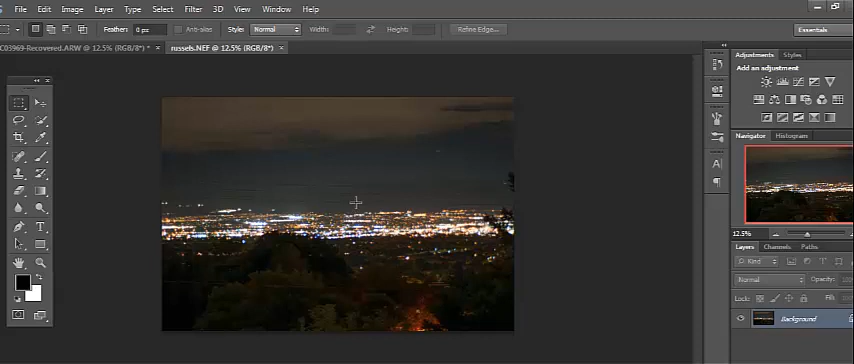 File Edit Image Layer Type Select Filter 3D View Window Help
Feather: 0 px Anti-alias Style: Normal Width: Height: Refine Edge... Essentials
C03969-Recovered.ARW @ 12.5% (RGB/8*) * × russels.NEF @ 12.5% (RGB/8*) ×
Adjustments Styles
Add an adjustment
Navigator Histogram
12.5%
Layers Channels Paths
Kind
Normal Opacity:
Lock: Fill:
Background